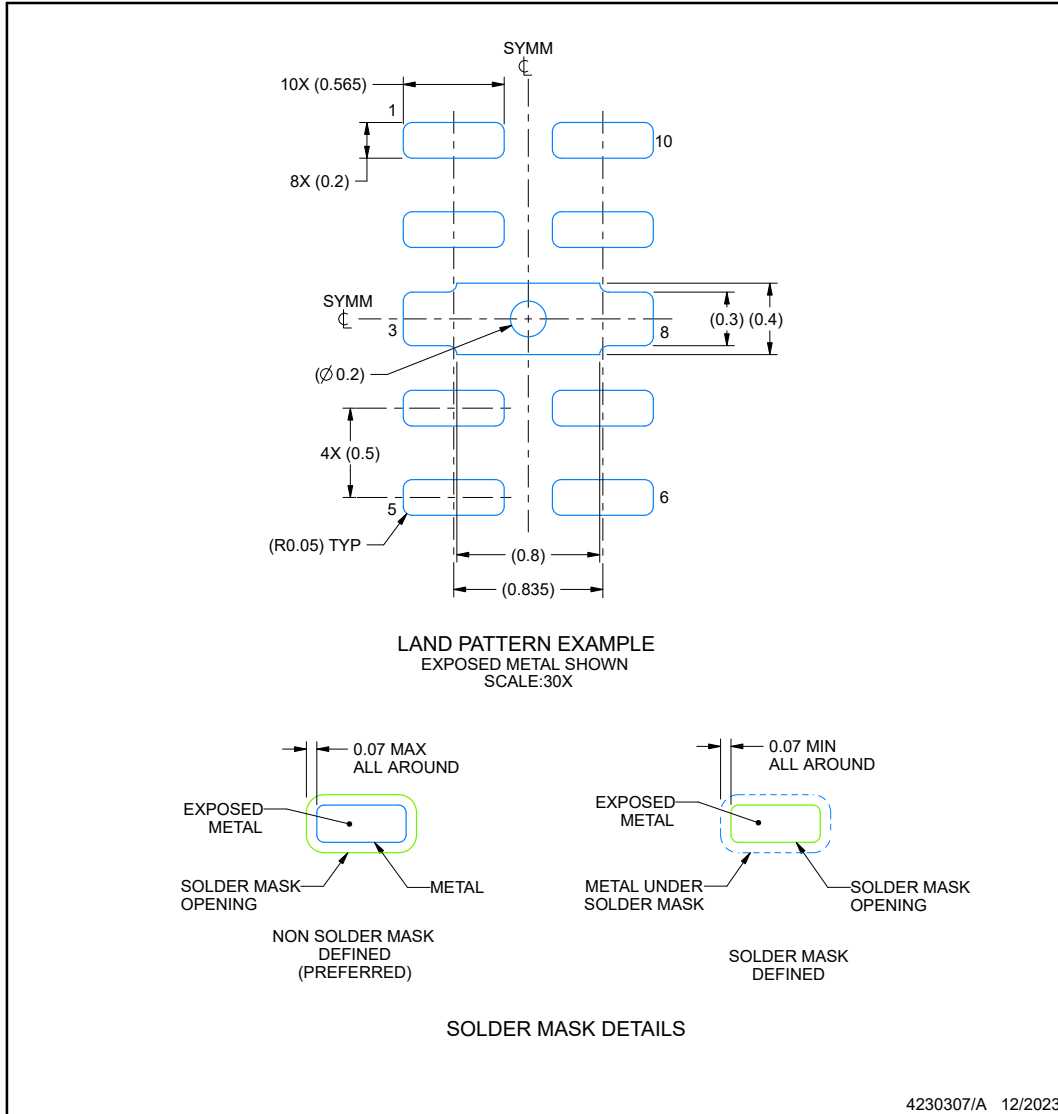 SYMM
℄
10X (0.565)
1
10
8X (0.2)
SYMM
℄
3
8
(0.3) (0.4)
(∅ 0.2)
4X (0.5)
5
6
(R0.05) TYP
(0.8)
(0.835)
LAND PATTERN EXAMPLE
EXPOSED METAL SHOWN
SCALE:30X
0.07 MAX
ALL AROUND
EXPOSED
METAL
SOLDER MASK
OPENING
METAL
NON SOLDER MASK
DEFINED
(PREFERRED)
0.07 MIN
ALL AROUND
EXPOSED
METAL
METAL UNDER
SOLDER MASK
SOLDER MASK
OPENING
SOLDER MASK
DEFINED
SOLDER MASK DETAILS
4230307/A 12/2023